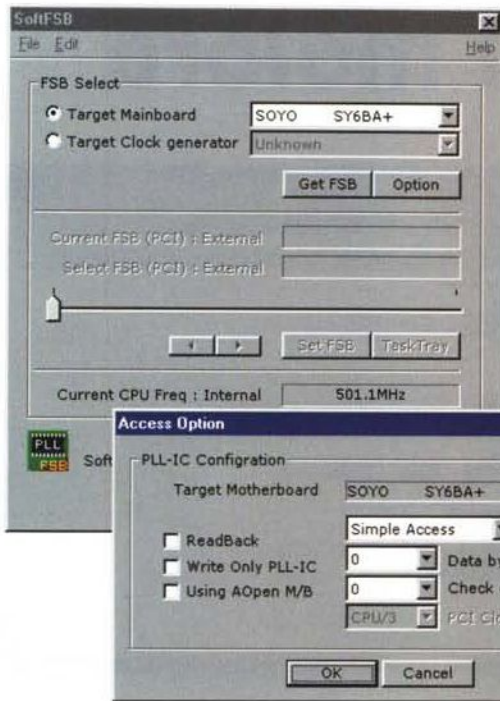 SoftFSB
File Edit Help
FSB Select
Target Mainboard SOYO SY6BA+
Target Clock generator Unknown
Get FSB Option
Current FSB (PCI) : External
Select FSB (PCI) : External
Set FSB TaskTray
Current CPU Freq : Internal 501.1MHz
PLL
FSB
Soft
Access Option
PLL-IC Configration
Target Motherboard SOYO SY6BA+
Simple Access
ReadBack
0 Data by
Write Only PLL-IC
0 Check
Using AOpen M/B
CPU/3 PCI Clo
OK Cancel